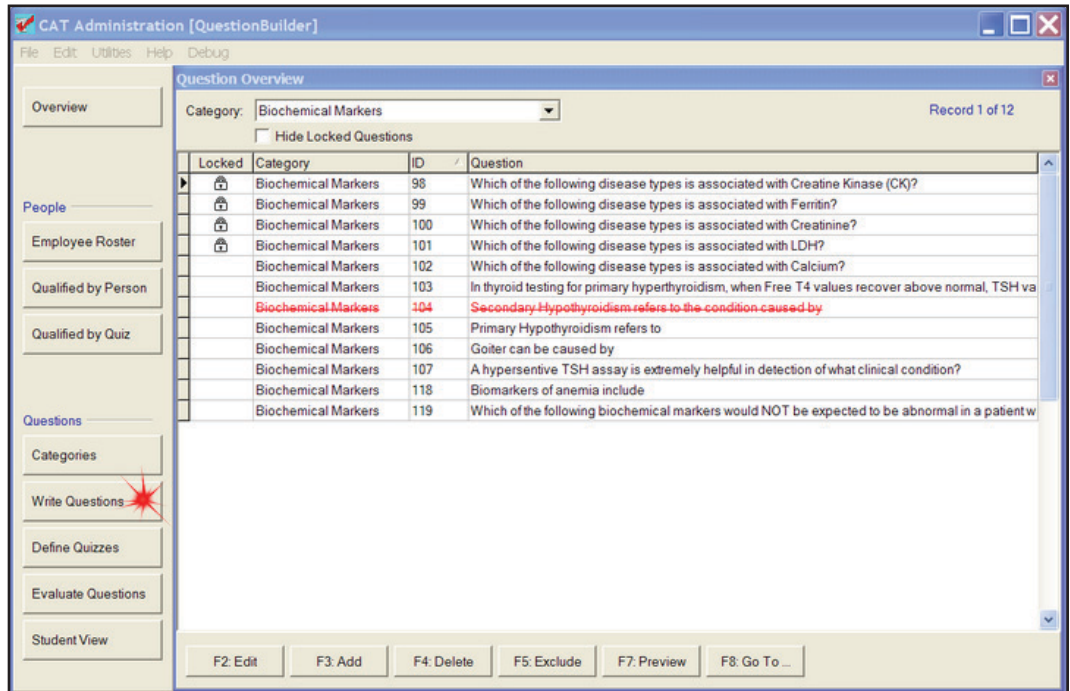 CAT Administration [QuestionBuilder]
File Edit Utilities Help Debug
Question Overview
Overview
Category: Biochemical Markers
Record 1 of 12
Hide Locked Questions
Locked Category ID Question
Biochemical Markers 98 Which of the following disease types is associated with Creatine Kinase (CK)?
Biochemical Markers 99 Which of the following disease types is associated with Ferritin?
Biochemical Markers 100 Which of the following disease types is associated with Creatinine?
Biochemical Markers 101 Which of the following disease types is associated with LDH?
Biochemical Markers 102 Which of the following disease types is associated with Calcium?
Biochemical Markers 103 In thyroid testing for primary hyperthyroidism, when Free T4 values recover above normal, TSH va
Biochemical Markers 104 Secondary Hypothyroidism refers to the condition caused by
Biochemical Markers 105 Primary Hypothyroidism refers to
Biochemical Markers 106 Goiter can be caused by
Biochemical Markers 107 A hypersentive TSH assay is extremely helpful in detection of what clinical condition?
Biochemical Markers 118 Biomarkers of anemia include
Biochemical Markers 119 Which of the following biochemical markers would NOT be expected to be abnormal in a patient w
People
Employee Roster
Qualified by Person
Qualified by Quiz
Questions
Categories
Write Questions
Define Quizzes
Evaluate Questions
Student View
F2: Edit F3: Add F4: Delete F5: Exclude F7: Preview F8: Go To ...